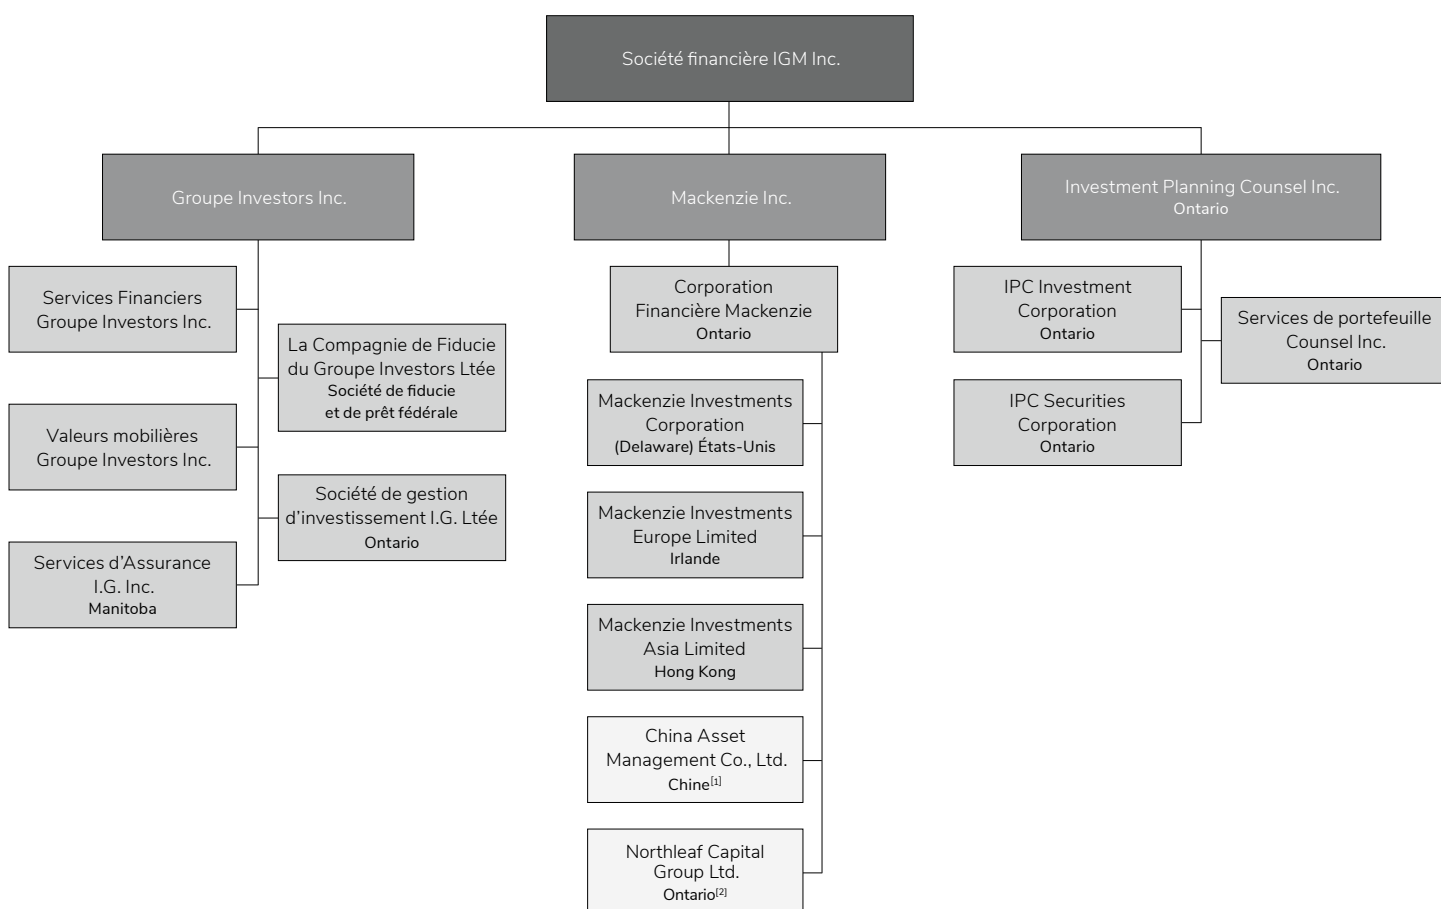 Société financière IGM Inc.
Groupe Investors Inc.
Mackenzie Inc.
Investment Planning Counsel Inc.
Ontario
Services Financiers
Groupe Investors Inc.
La Compagnie de Fiducie
du Groupe Investors Ltée
Société de fiducie
et de prêt fédérale
Valeurs mobilières
Groupe Investors Inc.
Société de gestion
d’investissement I.G. Ltée
Ontario
Services d’Assurance
I.G. Inc.
Manitoba
Corporation
Financière Mackenzie
Ontario
Mackenzie Investments
Corporation
(Delaware) États-Unis
Mackenzie Investments
Europe Limited
Irlande
Mackenzie Investments
Asia Limited
Hong Kong
China Asset
Management Co., Ltd.
Chine[1]
Northleaf Capital
Group Ltd.
Ontario[2]
IPC Investment
Corporation
Ontario
Services de portefeuille
Counsel Inc.
Ontario
IPC Securities
Corporation
Ontario